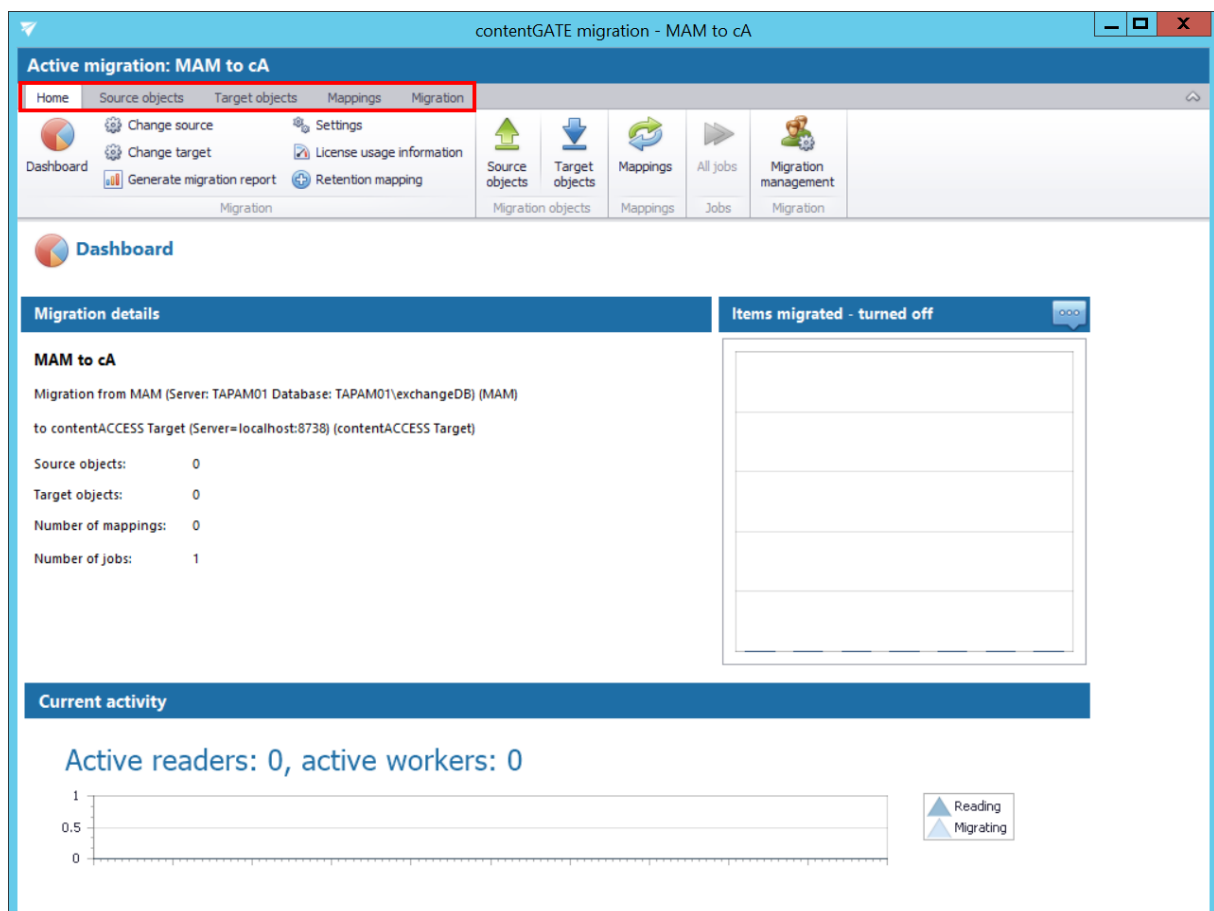 contentGATE migration - MAM to cA
X
Active migration: MAM to cA
Home Source objects Target objects Mappings Migration
Dashboard
Change source
Change target
Generate migration report
Settings
License usage information
Retention mapping
Migration
Source
objects
Target
objects
Migration objects
Mappings
Mappings
All jobs
Jobs
Migration
management
Migration
Dashboard
Migration details
Items migrated - turned off
MAM to cA
Migration from MAM (Server: TAPAM01 Database: TAPAM01\exchangeDB) (MAM)
to contentACCESS Target (Server=localhost:8738) (contentACCESS Target)
Source objects: 0
Target objects: 0
Number of mappings: 0
Number of jobs: 1
Current activity
Active readers: 0, active workers: 0
1
0.5
0
Reading
Migrating